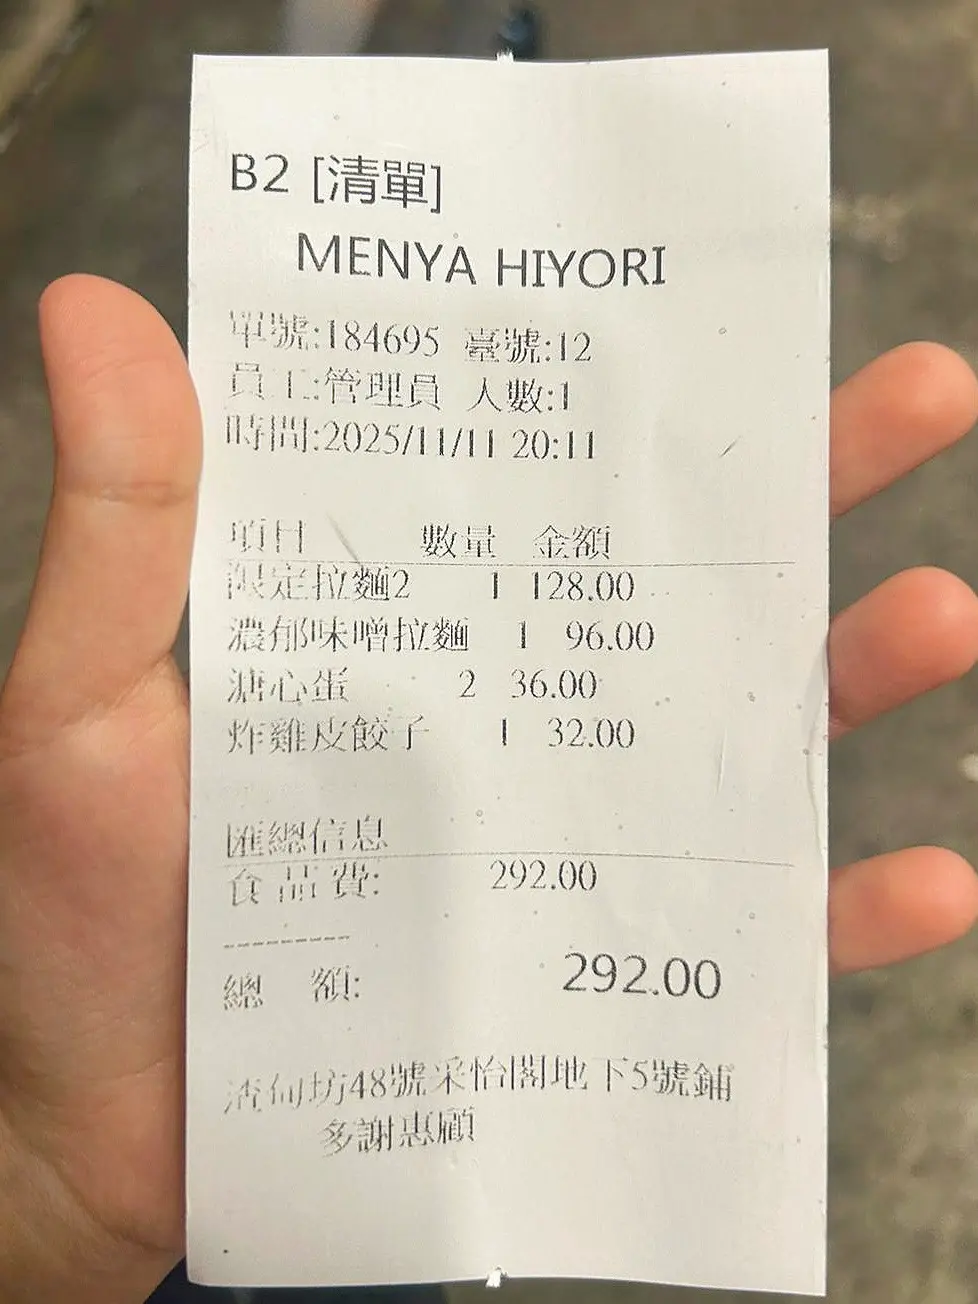 B2 [清單]
MENYA HIYORI
單號:184695 臺號:12
員工:管理員 人數:1
時間:2025/11/11 20:11
項目 數量 金額
限定拉麵2 1 128.00
濃郁味噌拉麵 1 96.00
溏心蛋 2 36.00
炸雞皮餃子 1 32.00
匯總信息
食品費: 292.00
--------
總 額: 292.00
渣甸坊48號采怡閣地下5號鋪
多謝惠顧